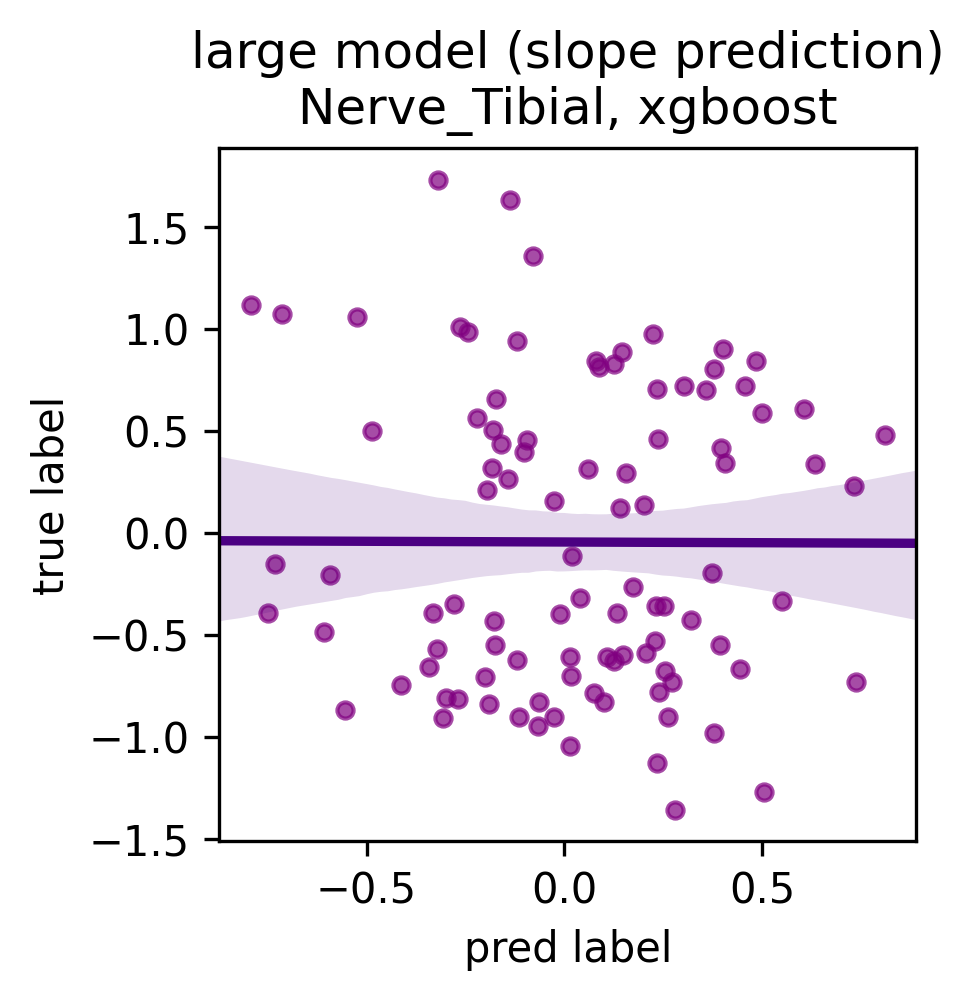 large model (slope prediction)
Nerve_Tibial, xgboost
1.5
1.0
0.5
0.0
−0.5
−1.0
−1.5
true label
−0.5
0.0
0.5
pred label